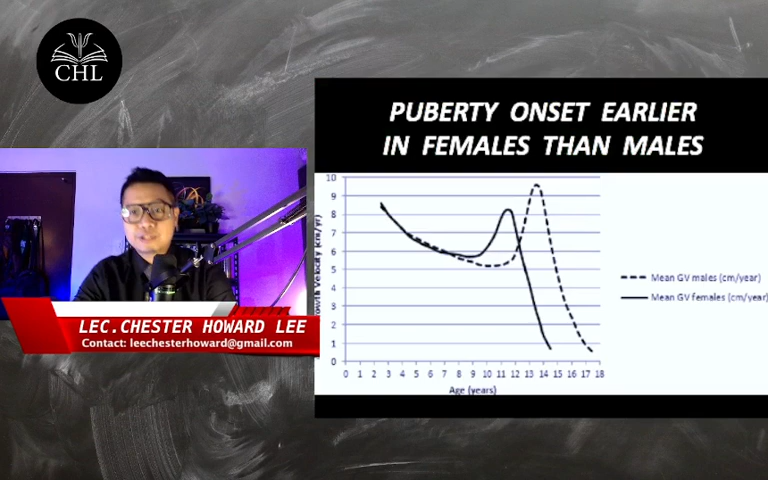 CHL
PUBERTY ONSET EARLIER
IN FEMALES THAN MALES
LEC.CHESTER HOWARD LEE
Contact: leechesterhoward@gmail.com
10
9
8
7
6
5
4
3
2
1
0
0 1 2 3 4 5 6 7 8 9 10 11 12 13 14 15 16 17 18
Velocity (cm/yr)
Age (years)
Mean GV males (cm/year)
Mean GV females (cm/year)